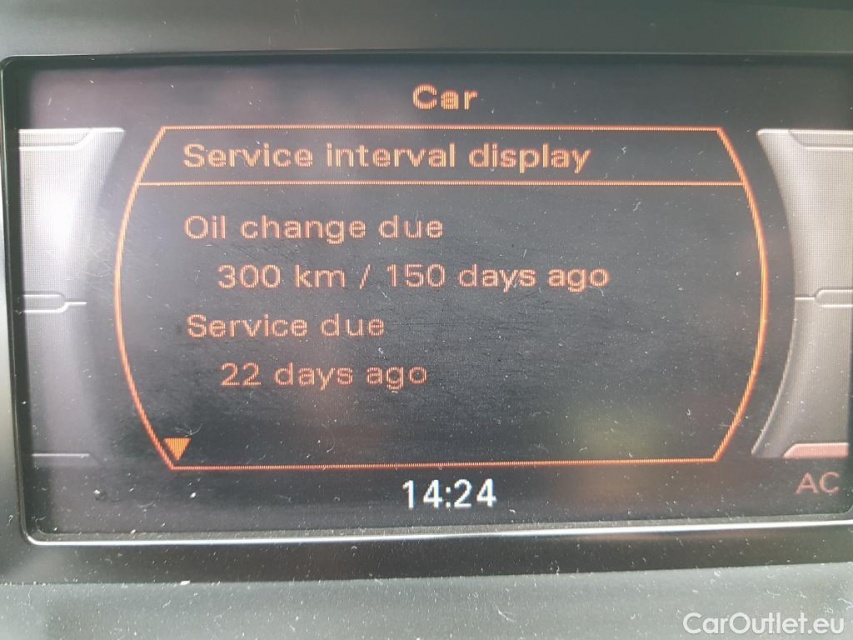 Car
Service interval display
Oil change due
300 km / 150 days ago
Service due
22 days ago
14:24
AC
CarOutlet.eu